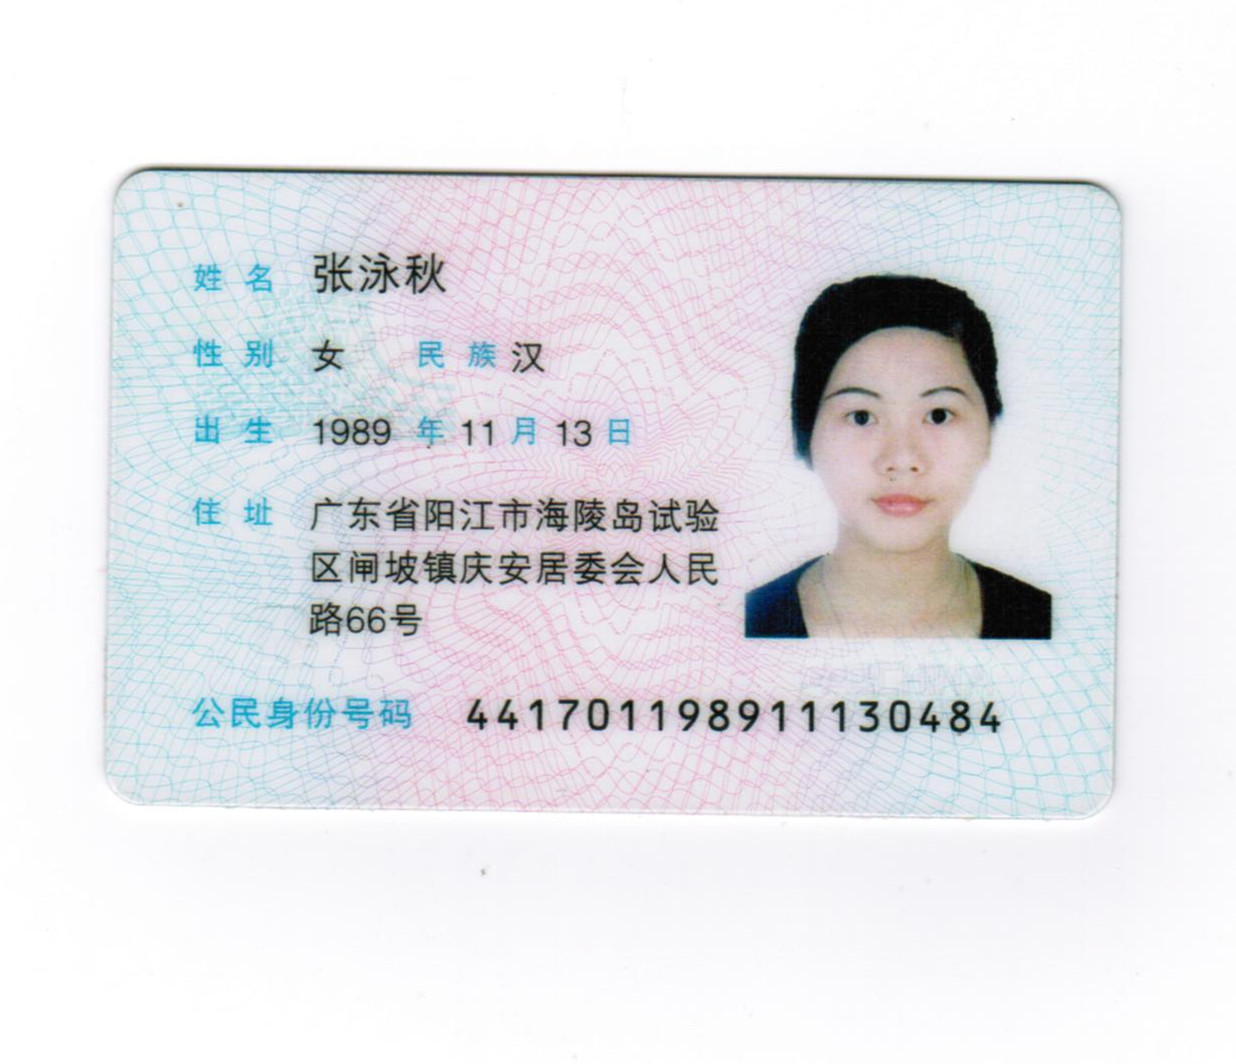 姓名 张泳秋
性别 女 民族 汉
出生 1989 年 11 月 13 日
住址 广东省阳江市海陵岛试验
区闸坡镇庆安居委会人民
路66号
公民身份号码 441701198911130484